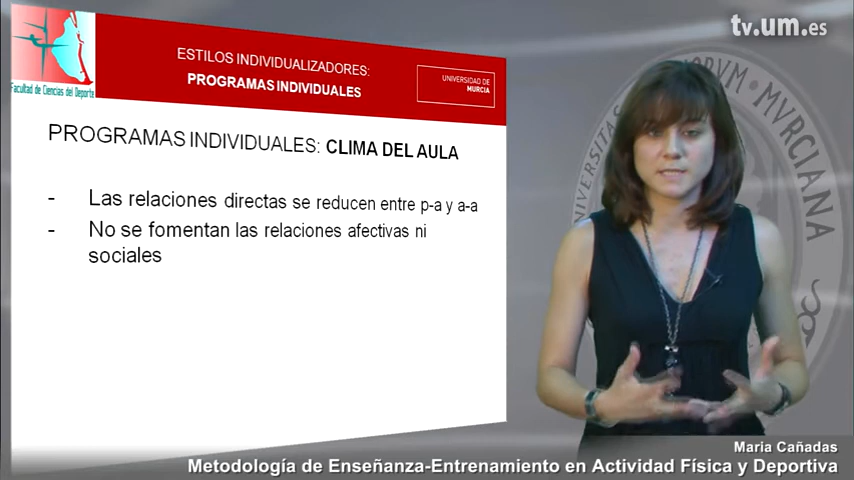 tv.um.es
Facultad de Ciencias del Deporte
ESTILOS INDIVIDUALIZADORES:
PROGRAMAS INDIVIDUALES
UNIVERSIDAD DE
MURCIA
PROGRAMAS INDIVIDUALES: CLIMA DEL AULA
- Las relaciones directas se reducen entre p-a y a-a
- No se fomentan las relaciones afectivas ni
sociales
MVRCIANA
Maria Cañadas
Metodología de Enseñanza-Entrenamiento en Actividad Física y Deportiva